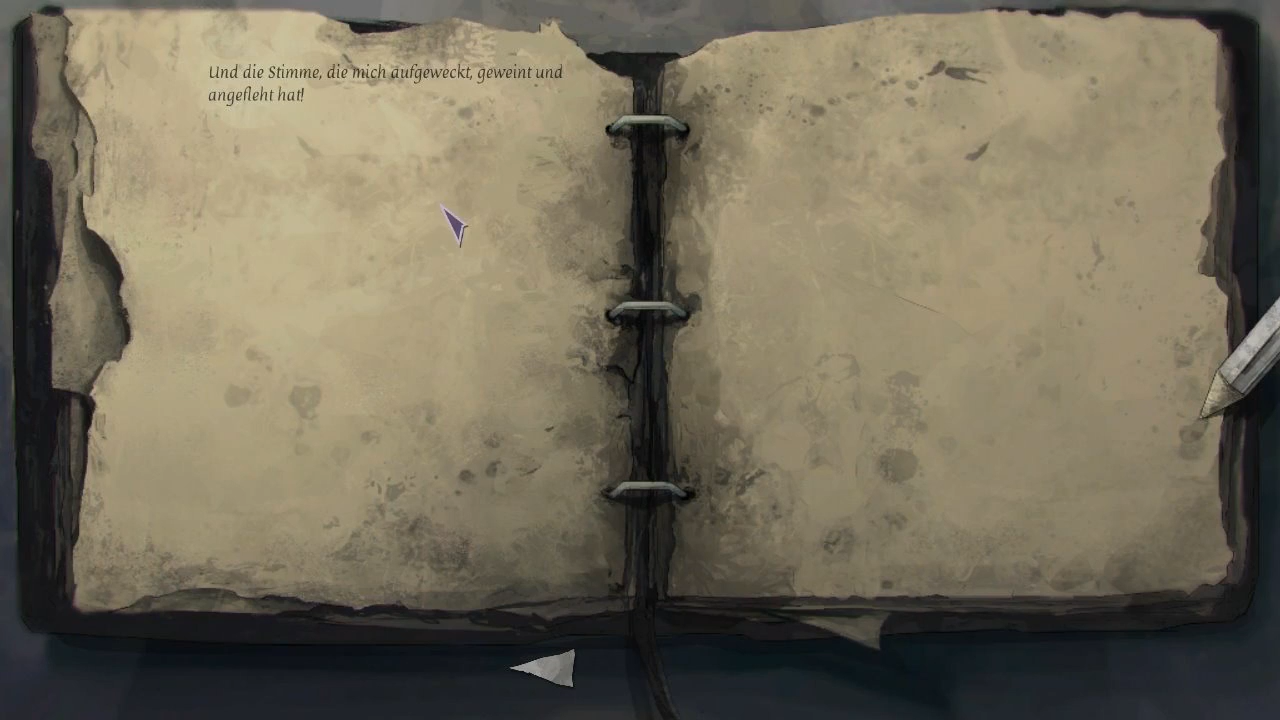 Und die Stimme, die mich aufgeweckt, geweint und
angefleht hat!